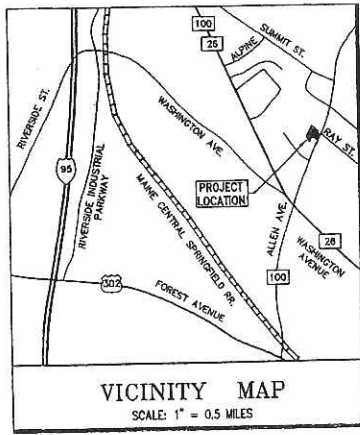 100
26
ALPINE
SUMMIT ST.
RIVERSIDE ST.
WASHINGTON AVE.
RAY ST.
95
RIVERSIDE INDUSTRIAL
PARKWAY
PROJECT
LOCATION
MAINE CENTRAL SPRINGFIELD RR.
ALLEN AVE.
WASHINGTON
AVENUE
26
302
FOREST AVENUE
100
VICINITY MAP
SCALE: 1" = 0.5 MILES